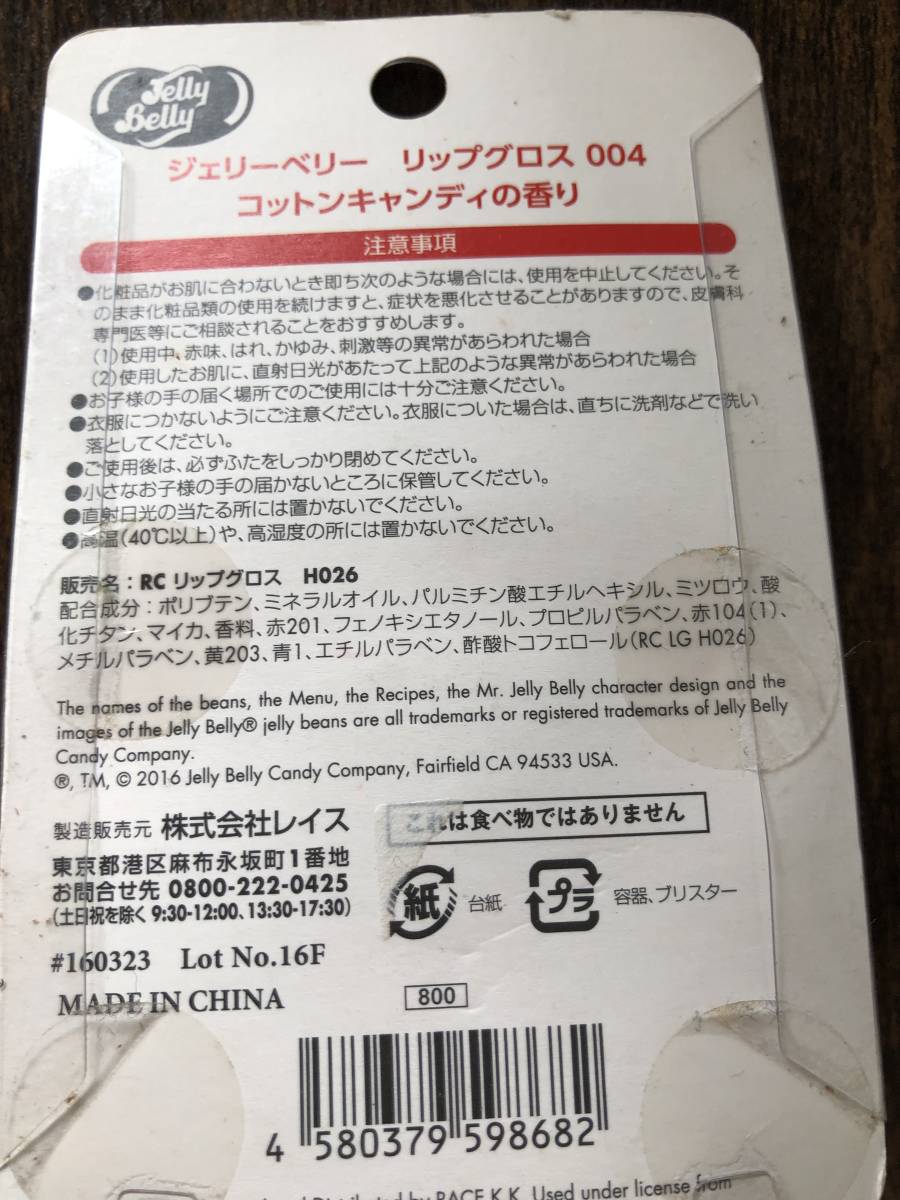 Jelly
Belly
ジェリーベリー リップグロス 004
コットンキャンディの香り
注意事項
●化粧品がお肌に合わないとき即ち次のような場合には、使用を中止してください。そ
のまま化粧品類の使用を続けますと、症状を悪化させることがありますので、皮膚科
専門医等にご相談されることをおすすめします。
(1)使用中、赤味、はれ、かゆみ、刺激等の異常があらわれた場合
(2)使用したお肌に、直射日光があたって上記のような異常があらわれた場合
●お子様の手の届く場所でのご使用には十分ご注意ください。
●衣服につかないようにご注意ください。衣服についた場合は、直ちに洗剤などで洗い
落としてください。
●ご使用後は、必ずふたをしっかり閉めてください。
●小さなお子様の手の届かないところに保管してください。
●直射日光の当たる所には置かないでください。
●高温(40℃以上)や、高湿度の所には置かないでください。
販売名：RC リップグロス H026
配合成分：ポリブテン、ミネラルオイル、パルミチン酸エチルヘキシル、ミツロウ、酸
化チタン、マイカ、香料、赤201、フェノキシエタノール、プロピルパラベン、赤104(1)、
メチルパラベン、黄203、青1、エチルパラベン、酢酸トコフェロール(RC LG H026)
The names of the beans, the Menu, the Recipes, the Mr. Jelly Belly character design and the
images of the Jelly Belly® jelly beans are all trademarks or registered trademarks of Jelly Belly
Candy Company.
®, TM, © 2016 Jelly Belly Candy Company, Fairfield CA 94533 USA.
製造販売元 株式会社レイス
東京都港区麻布永坂町1番地
お問合せ先 0800-222-0425
(土日祝を除く 9:30-12:00、13:30-17:30)
これは食べ物ではありません
紙 台紙
プラ 容器、ブリスター
#160323 Lot No.16F
MADE IN CHINA
800
4 580379 598682
Distributed by RACE K.K. Used under license from